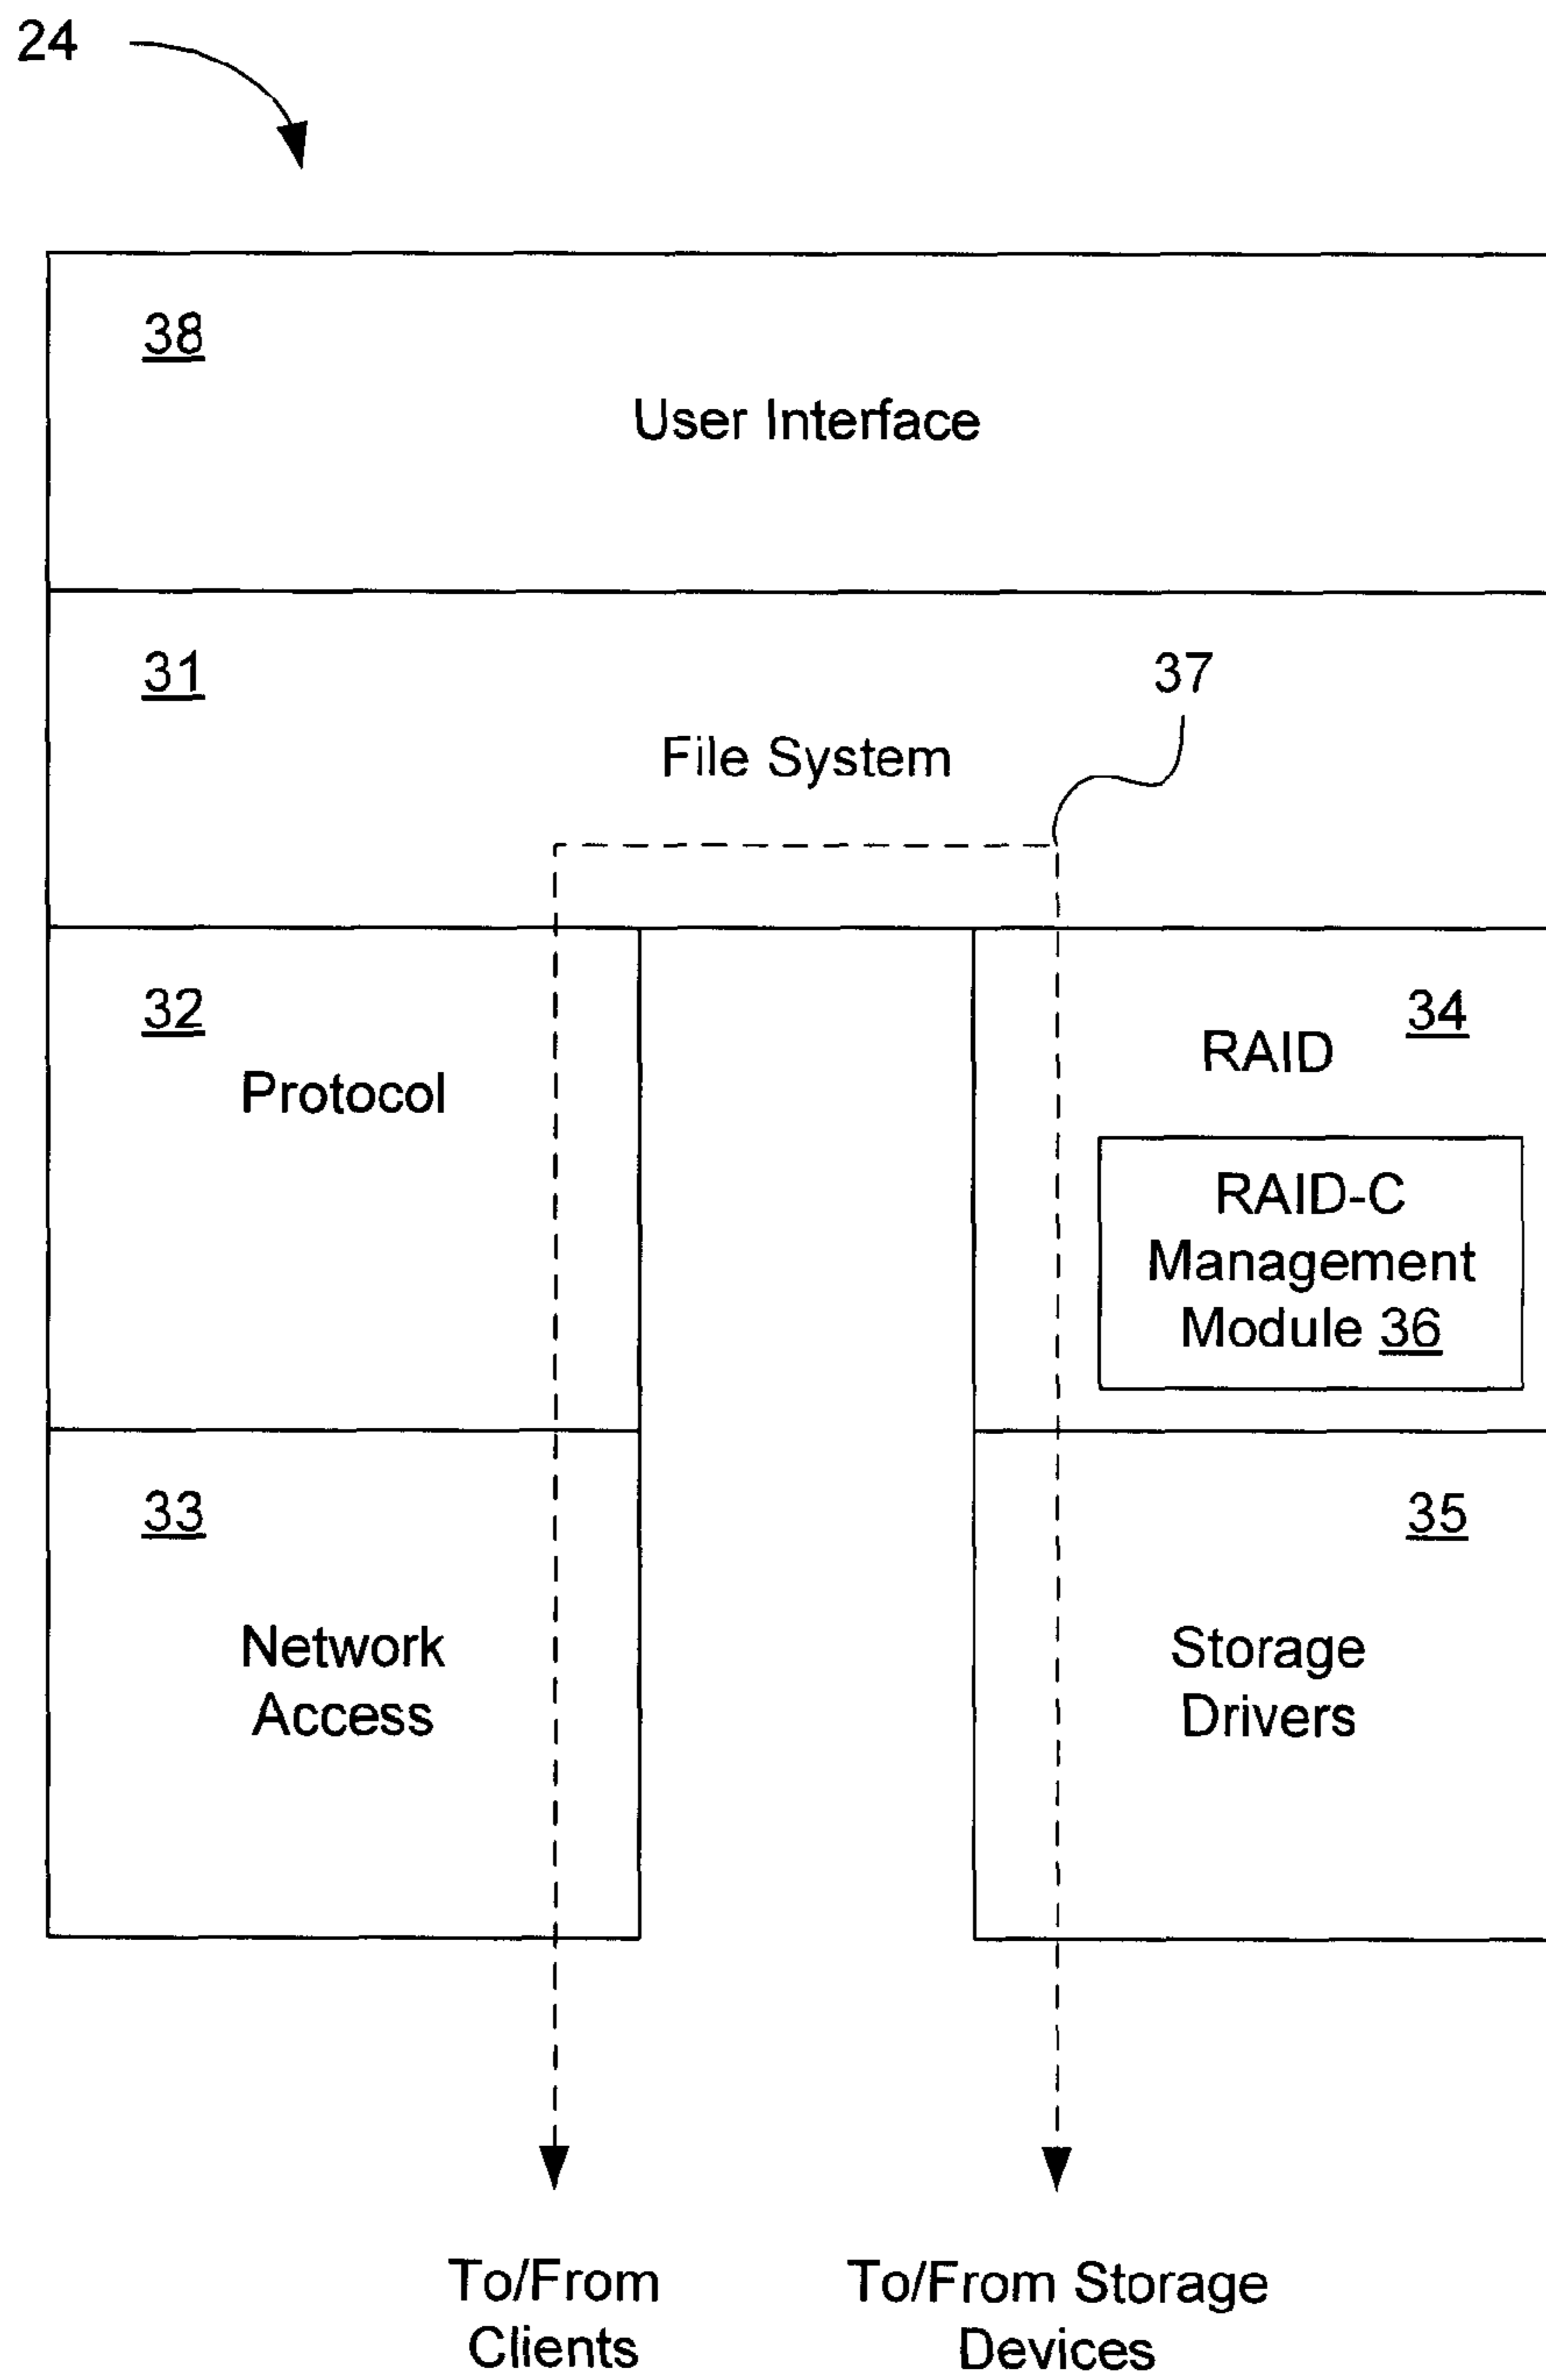 24
38
User Interface
31
37
File System
32
Protocol
34
RAID
RAID-C
Management
Module 36
33
Network
Access
35
Storage
Drivers
To/From
Clients
To/From Storage
Devices